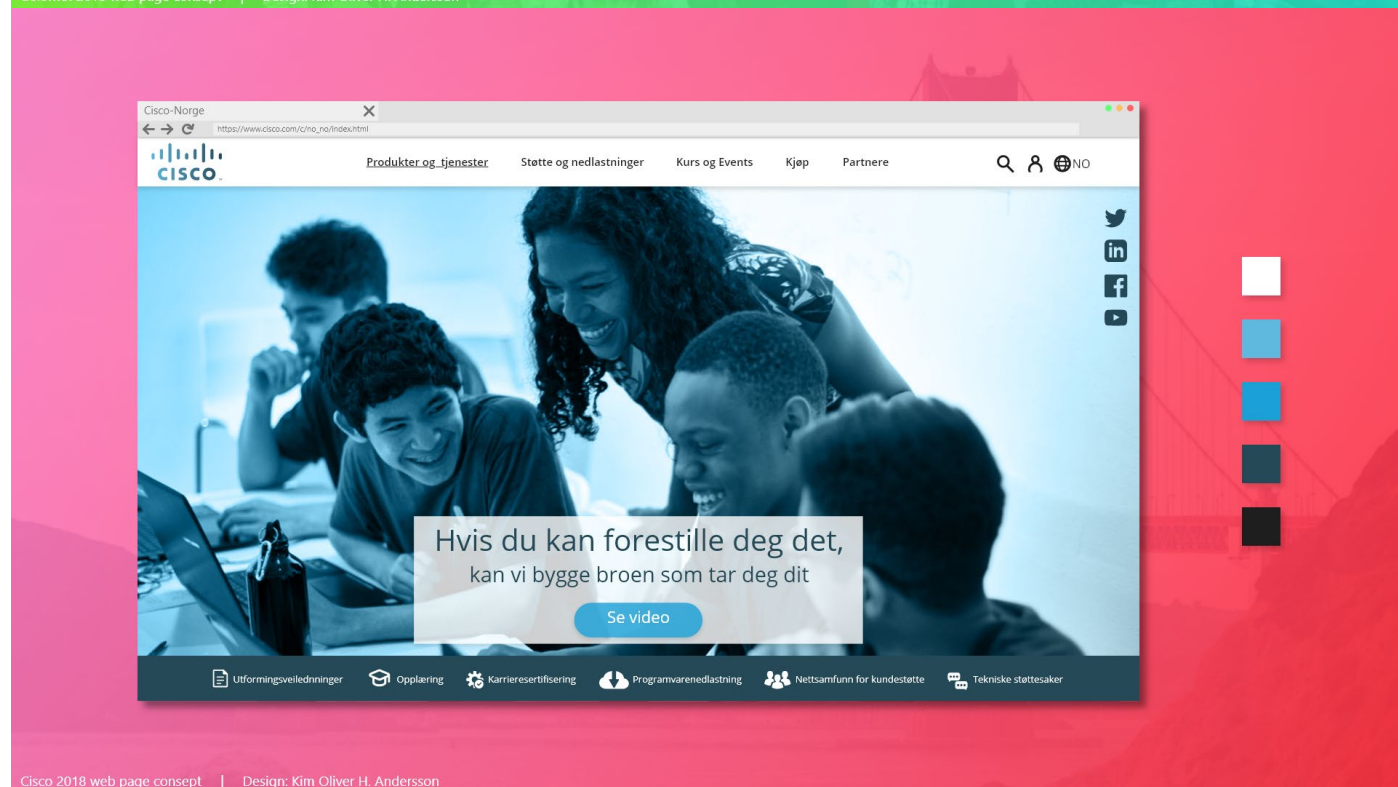 Cisco-Norge
https://www.cisco.com/c/no_no/index.html
CISCO
Produkter og tjenester Støtte og nedlastninger Kurs og Events Kjøp Partnere NO
in
Hvis du kan forestille deg det,
kan vi bygge broen som tar deg dit
Se video
Utformingsveilednninger Opplæring Karrieresertifisering Programvarenedlastning Nettsamfunn for kundestøtte Tekniske støttesaker
Cisco 2018 web page consept | Design: Kim Oliver H. Andersson